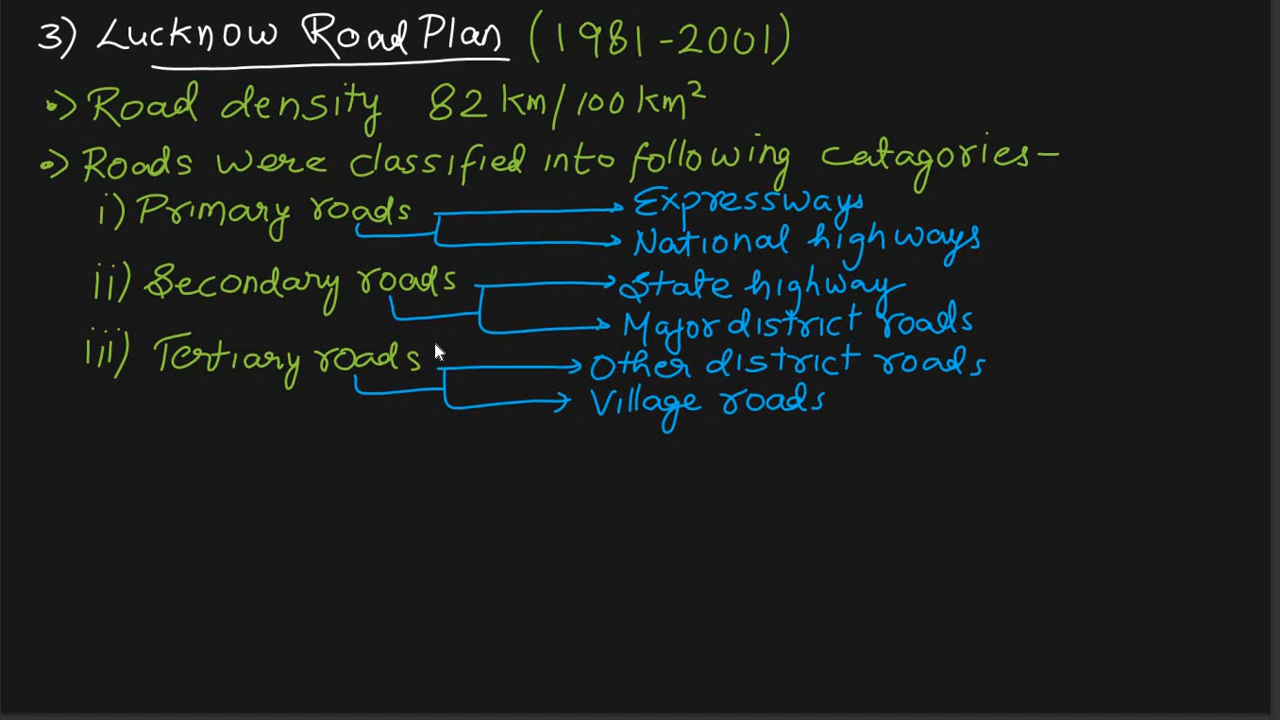 3) Lucknow Road Plan (1981-2001)
•> Road density 82 km/100 km²
•> Roads were classified into following catagories-
i) Primary roads
Expressways
National highways
ii) Secondary roads
State highway
Major district roads
iii) Tertiary roads
Other district roads
Village roads